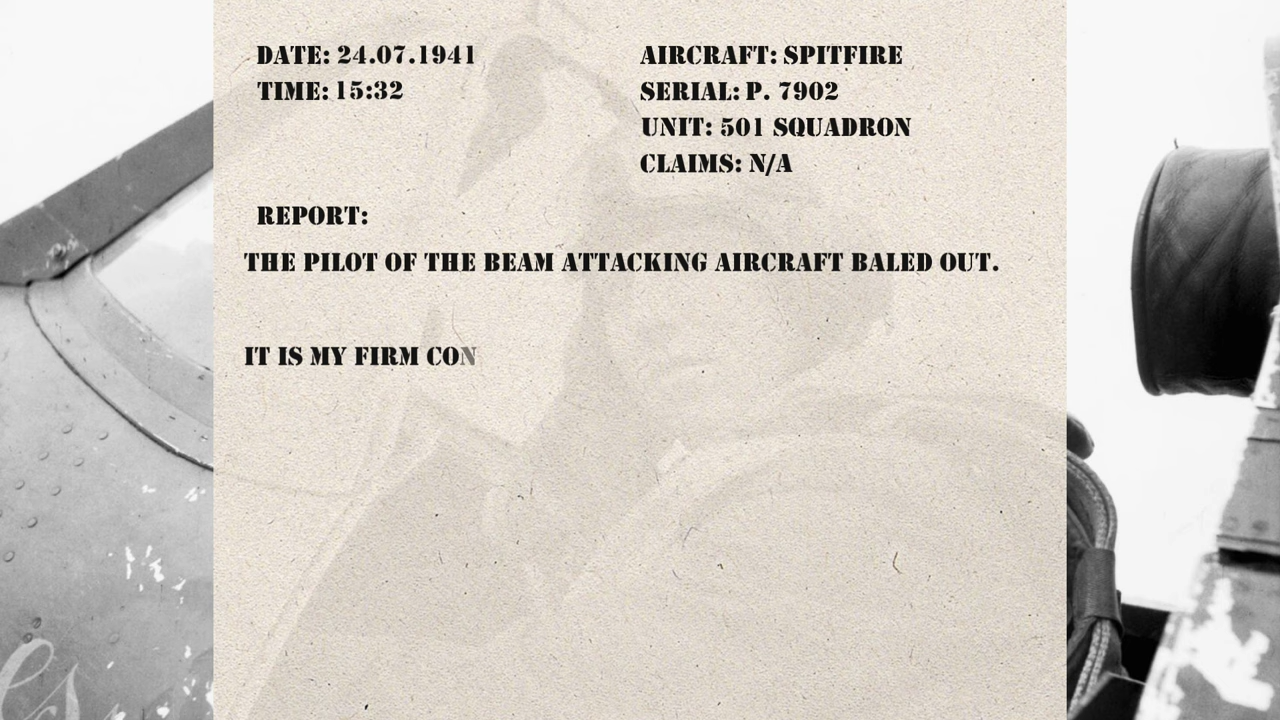 DATE: 24.07.1941
TIME: 15:32
AIRCRAFT: SPITFIRE
SERIAL: P. 7902
UNIT: 501 SQUADRON
CLAIMS: N/A
REPORT:
THE PILOT OF THE BEAM ATTACKING AIRCRAFT BALED OUT.
IT IS MY FIRM CON